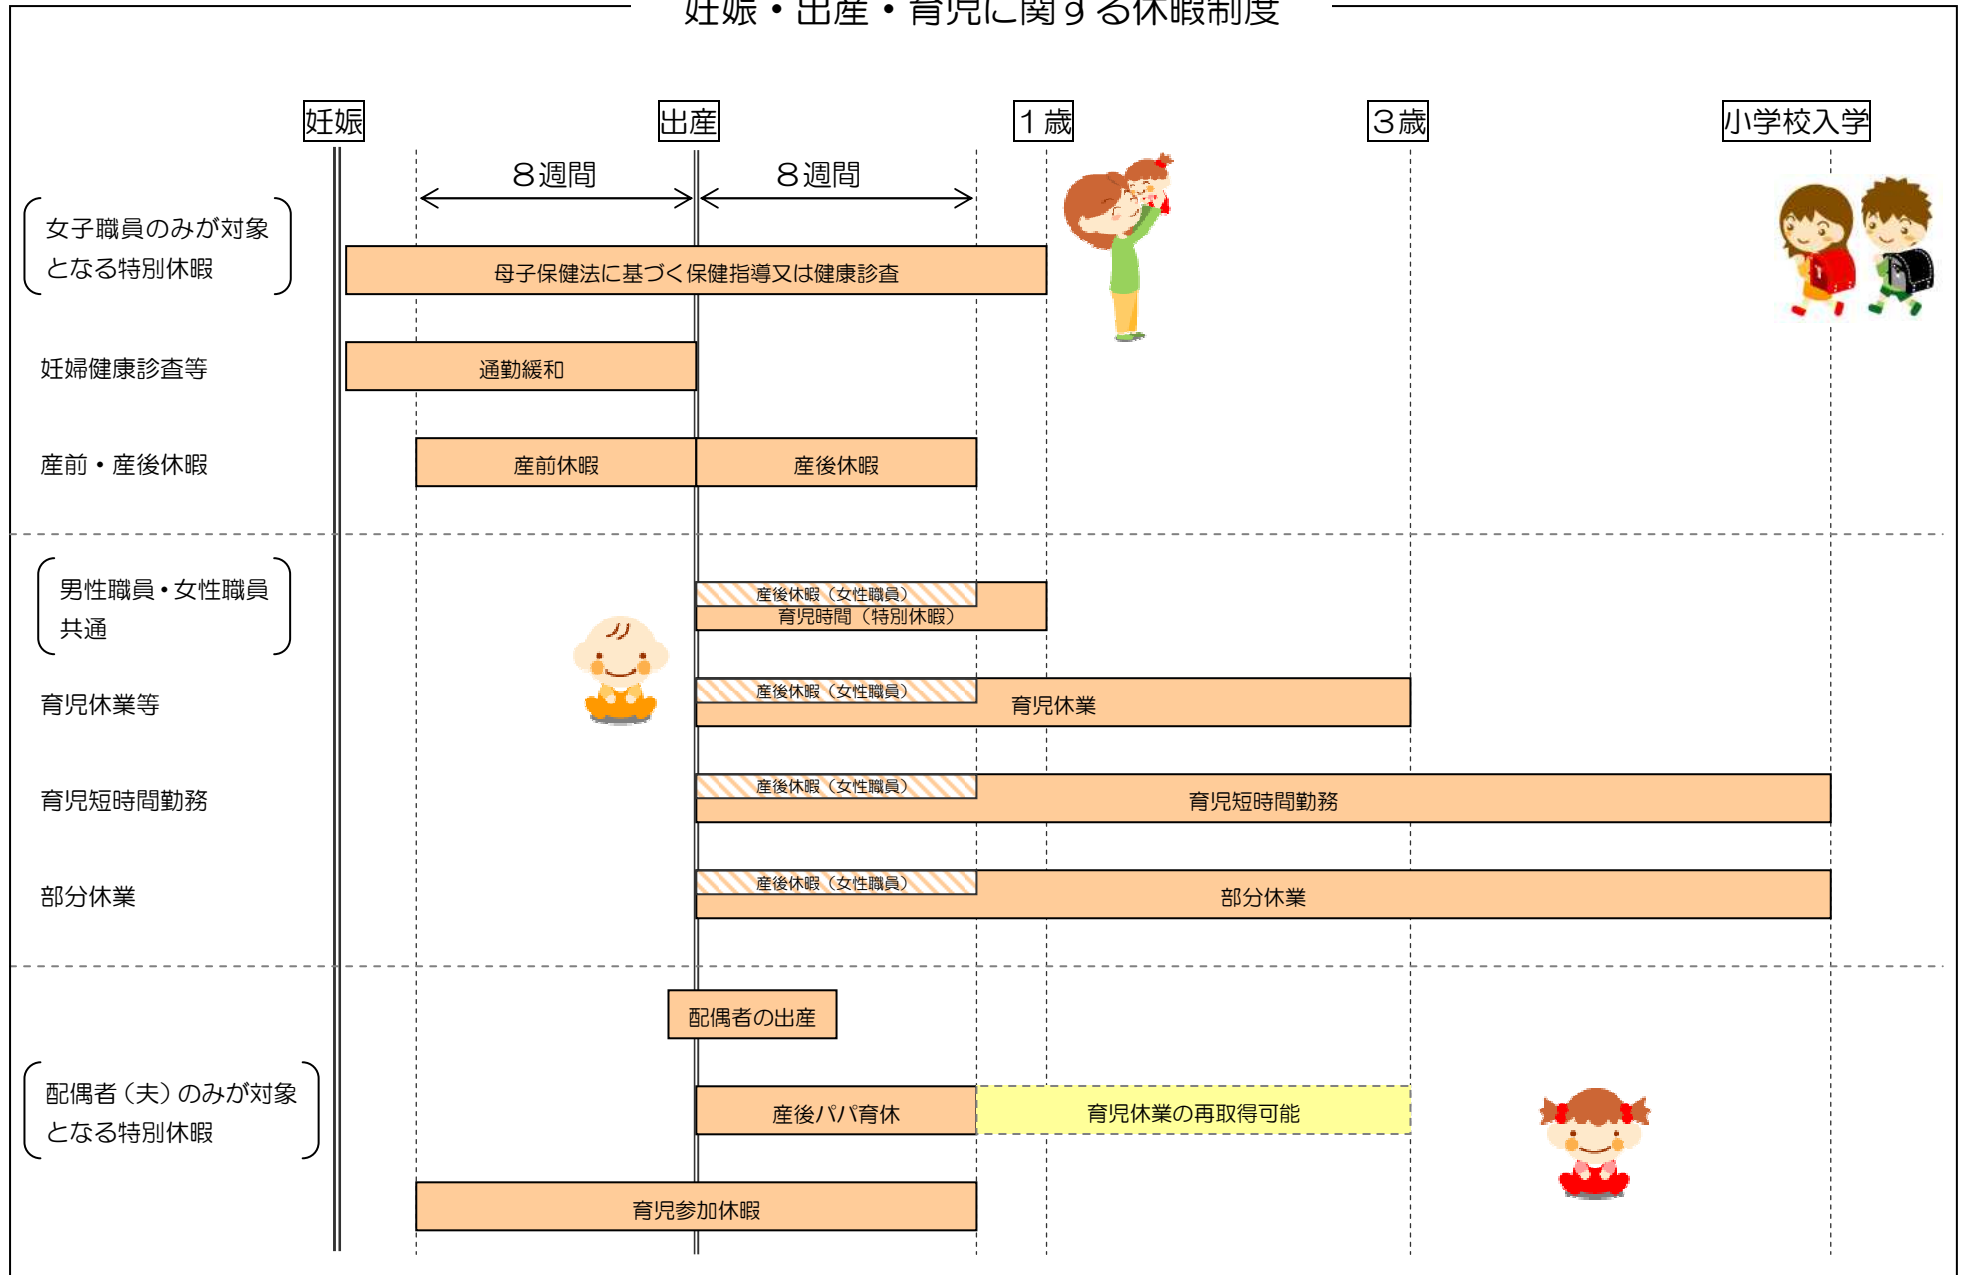 妊娠・出産・育児に関する休暇制度
妊娠
出産
１歳
３歳
小学校入学
８週間
８週間
女子職員のみが対象
となる特別休暇
母子保健法に基づく保健指導又は健康診査
妊婦健康診査等
通勤緩和
産前・産後休暇
産前休暇
産後休暇
男性職員・女性職員
共通
産後休暇（女性職員）
育児時間（特別休暇）
育児休業等
産後休暇（女性職員）
育児休業
育児短時間勤務
産後休暇（女性職員）
育児短時間勤務
部分休業
産後休暇（女性職員）
部分休業
配偶者の出産
配偶者（夫）のみが対象
となる特別休暇
産後パパ育休
育児休業の再取得可能
育児参加休暇